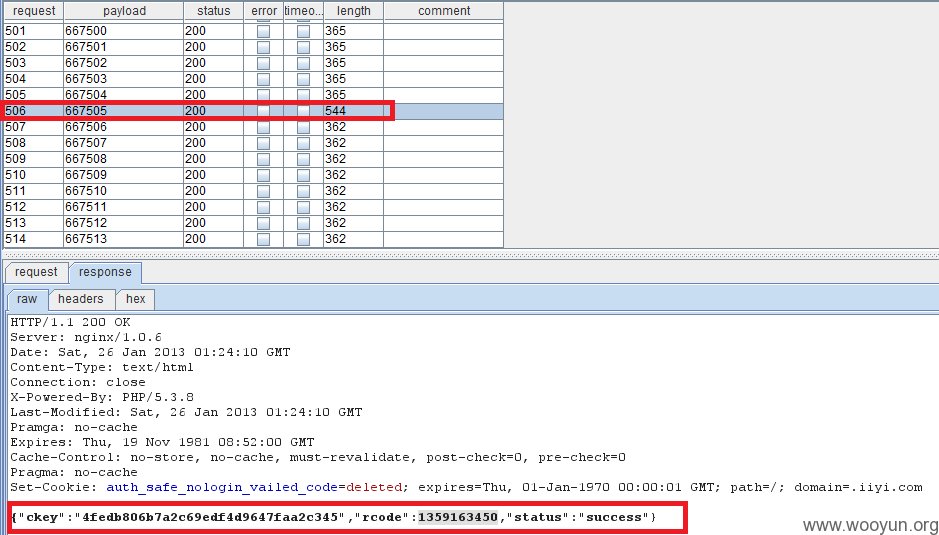 request payload status error timeo... length comment
501 667500 200 365
502 667501 200 365
503 667502 200 365
504 667503 200 365
505 667504 200 365
506 667505 200 544
507 667506 200 362
508 667507 200 362
509 667508 200 362
510 667509 200 362
511 667510 200 362
512 667511 200 362
513 667512 200 362
514 667513 200 362
request response
raw headers hex
HTTP/1.1 200 OK
Server: nginx/1.0.6
Date: Sat, 26 Jan 2013 01:24:10 GMT
Content-Type: text/html
Connection: close
X-Powered-By: PHP/5.3.8
Last-Modified: Sat, 26 Jan 2013 01:24:10 GMT
Pramga: no-cache
Expires: Thu, 19 Nov 1981 08:52:00 GMT
Cache-Control: no-store, no-cache, must-revalidate, post-check=0, pre-check=0
Pragma: no-cache
Set-Cookie: auth_safe_nologin_vailed_code=deleted; expires=Thu, 01-Jan-1970 00:00:01 GMT; path=/; domain=.iiyi.com
{"ckey":"4fedb806b7a2c69edf4d9647faa2c345","rcode":1359163450,"status":"success"}
www.wooyun.org